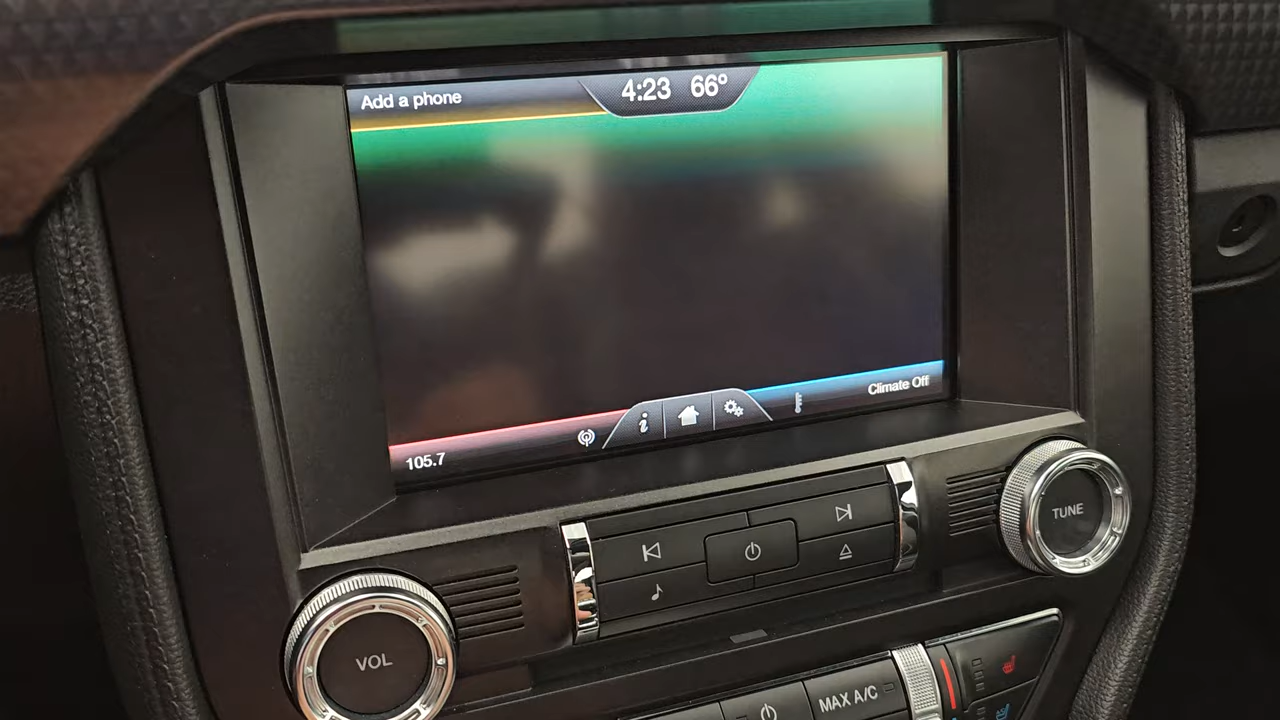 Add a phone
4:23 66°
Climate Off
105.7
TUNE
VOL
MAX A/C